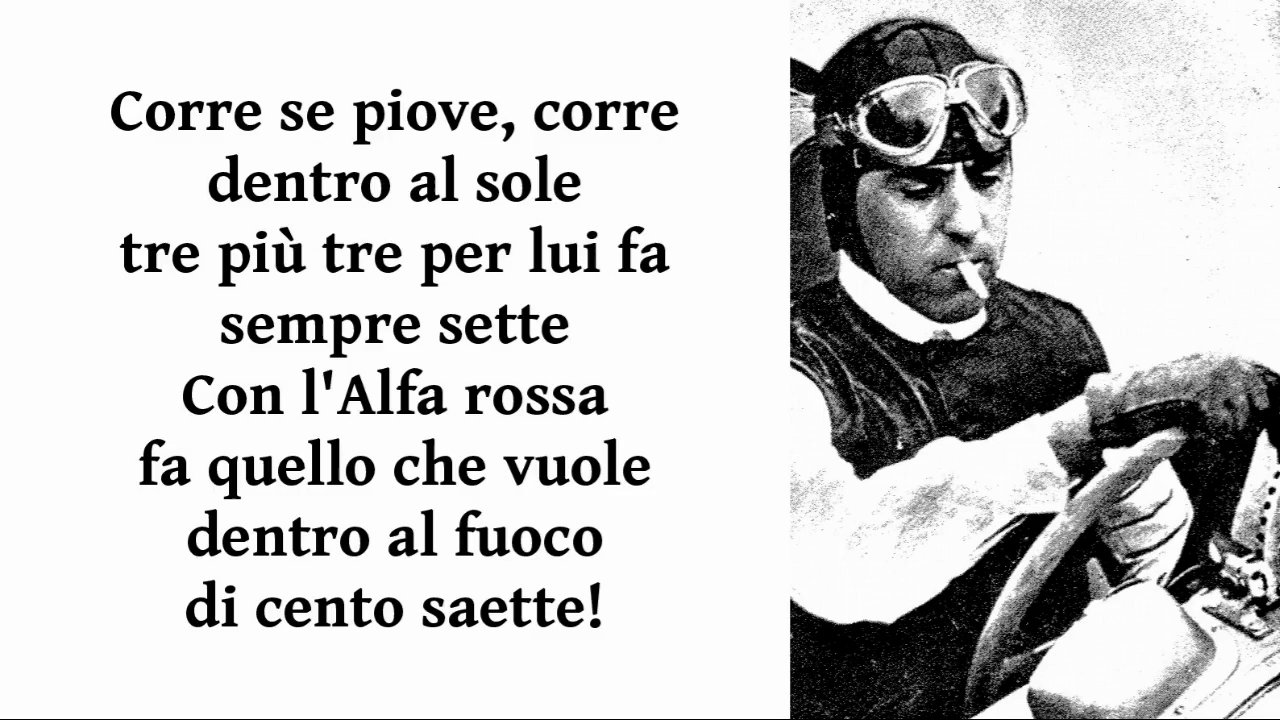 Corre se piove, corre
dentro al sole
tre più tre per lui fa
sempre sette
Con l'Alfa rossa
fa quello che vuole
dentro al fuoco
di cento saette!